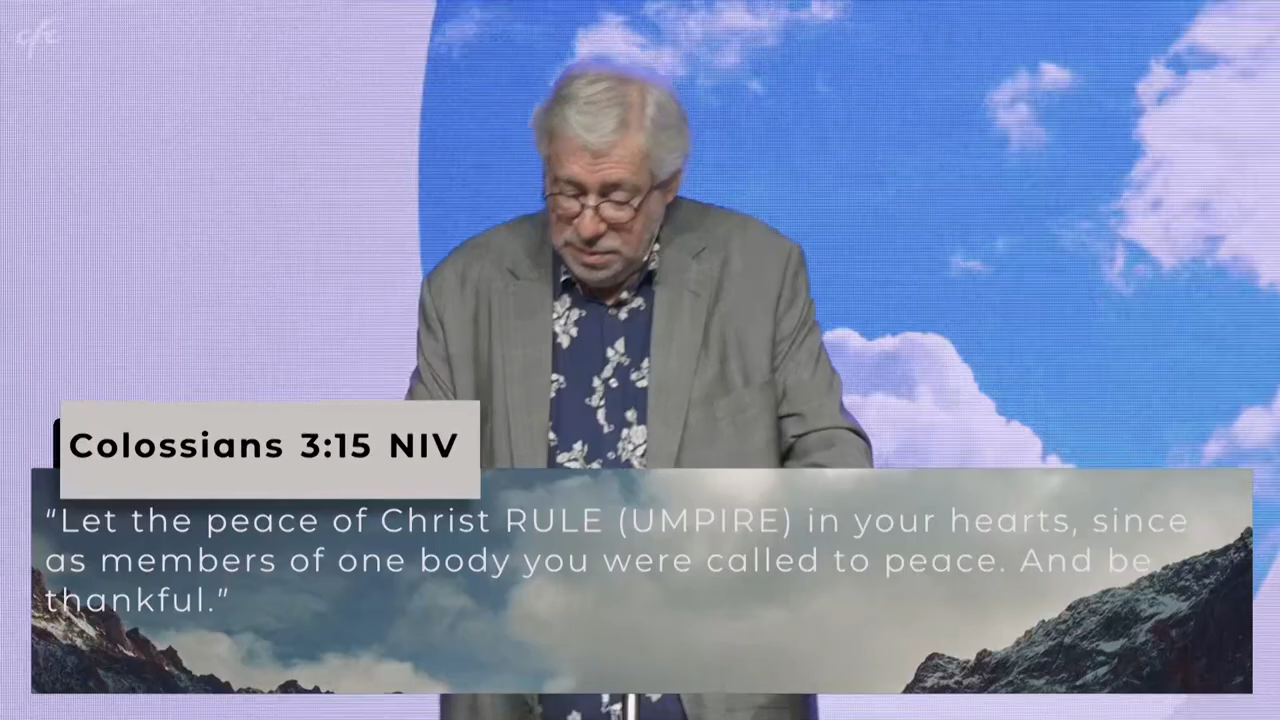 cfe
Colossians 3:15 NIV
“Let the peace of Christ RULE (UMPIRE) in your hearts, since
as members of one body you were called to peace. And be
thankful.”